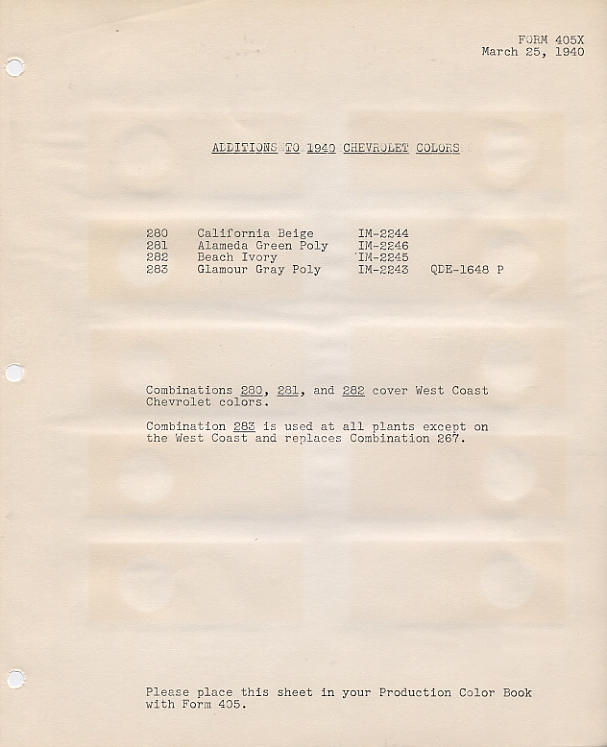 FORM 405X
March 25, 1940
ADDITIONS TO 1940 CHEVROLET COLORS
280 California Beige IM-2244
281 Alameda Green Poly IM-2246
282 Beach Ivory IM-2245
283 Glamour Gray Poly IM-2243 QDE-1648 P
Combinations 280, 281, and 282 cover West Coast
Chevrolet colors.
Combination 283 is used at all plants except on
the West Coast and replaces Combination 267.
Please place this sheet in your Production Color Book
with Form 405.